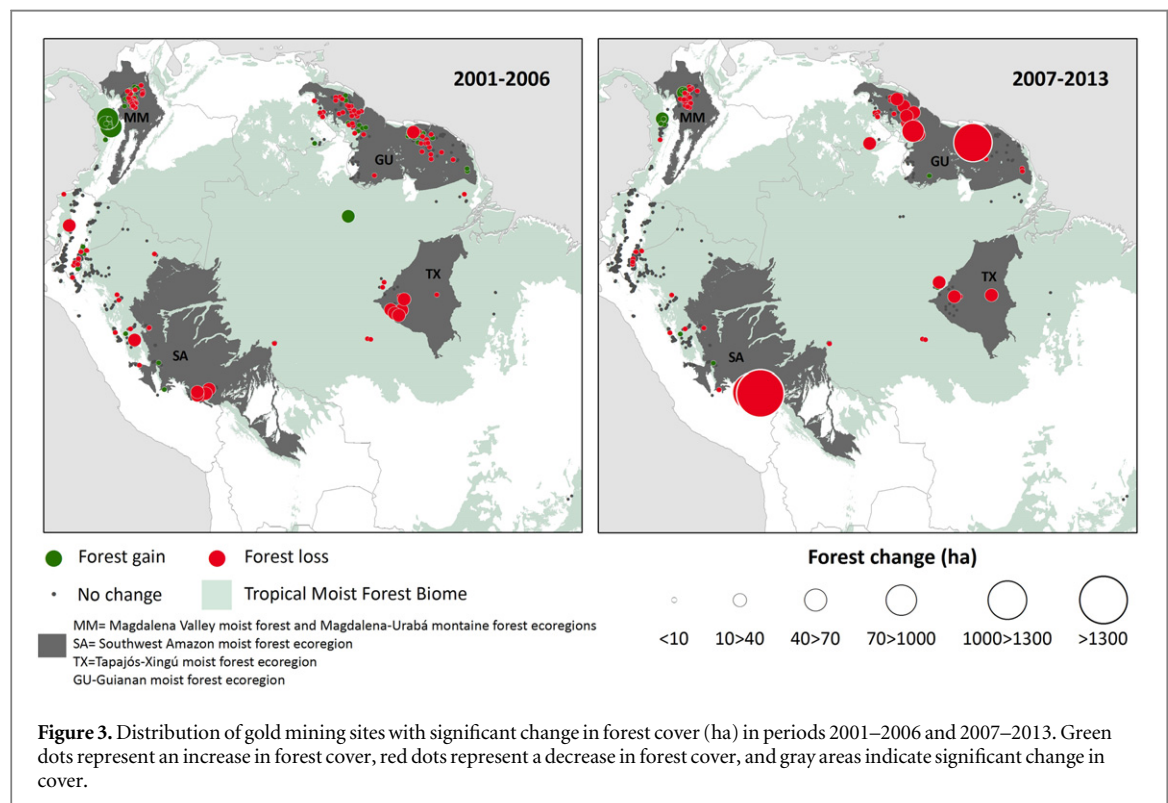 2001-2006
MM
GU
TX
SA
2007-2013
MM
GU
TX
SA
Forest gain
Forest loss
No change
Tropical Moist Forest Biome
MM= Magdalena Valley moist forest and Magdalena-Urabá montaine forest ecoregions
SA= Southwest Amazon moist forest ecoregion
TX=Tapajós-Xingú moist forest ecoregion
GU-Guianan moist forest ecoregion
Forest change (ha)
<10 10>40 40>70 70>1000 1000>1300 >1300
Figure 3. Distribution of gold mining sites with significant change in forest cover (ha) in periods 2001–2006 and 2007–2013. Green
dots represent an increase in forest cover, red dots represent a decrease in forest cover, and gray areas indicate significant change in
cover.